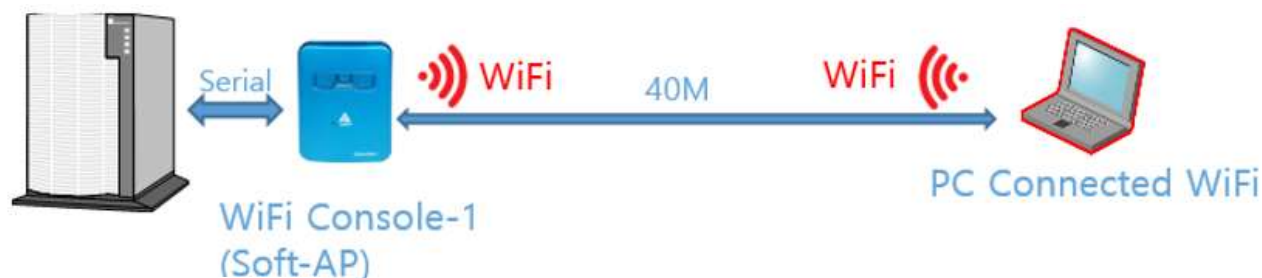 Serial
WiFi
40M
WiFi
PC Connected WiFi
WiFi Console-1
(Soft-AP)